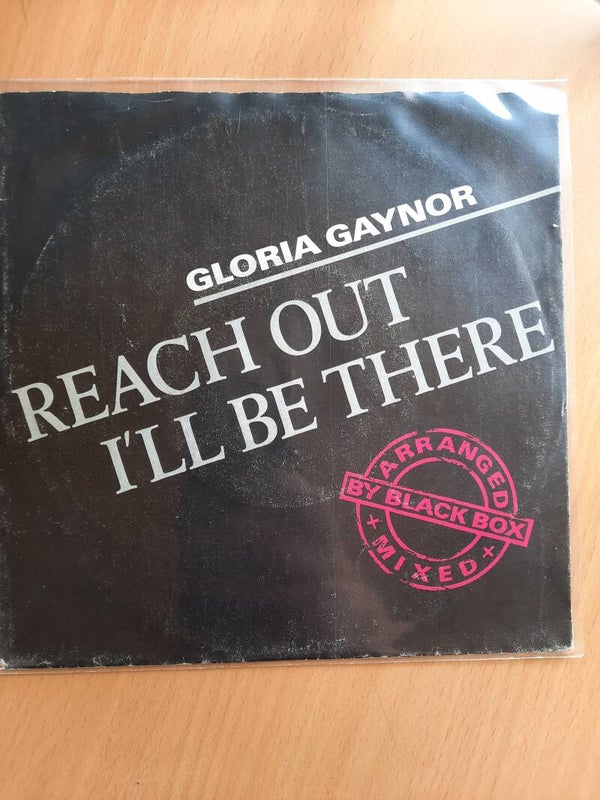 GLORIA GAYNOR
REACH OUT
I'LL BE THERE
ARRANGED
BY BLACK BOX
+ MIXED +